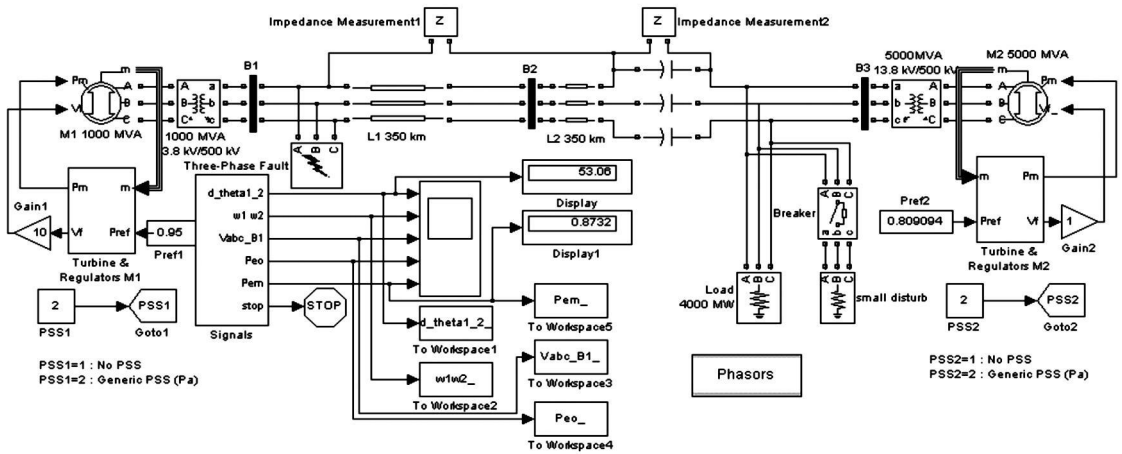 Impedance Measurement1
Z
Z
Impedance Measurement2
B1
B2
B3
5000MVA
13.8 kV/500 kV
M2 5000 MVA
Pm
Vf_
m
A
B
C
A
B
C
a
b
c
M1 1000 MVA
1000 MVA
3.8 kV/500 kV
L1 350 km
L2 350 km
a
b
c
A
B
C
m
A
B
C
Pm
Vf_
A B C
Three-Phase Fault
Gain1
10
Pm
m
Vf
Pref
Turbine &
Regulators M1
0.95
Pref1
d_theta1_2
w1 w2
Vabc_B1
Peo
Pem
stop
Signals
STOP
53.06
Display
0.8732
Display1
A B C
a b c
Breaker
A B C
Load
4000 MW
A B C
small disturb
Pref2
0.809094
m
Pm
Pref
Vf
Turbine &
Regulators M2
1
Gain2
2
PSS1
PSS1
Goto1
PSS1=1 : No PSS
PSS1=2 : Generic PSS (Pa)
d_theta1_2_
To Workspace1
w1w2_
To Workspace2
Pem_
To Workspace5
Vabc_B1_
To Workspace3
Peo_
To Workspace4
Phasors
2
PSS2
PSS2
Goto2
PSS2=1 : No PSS
PSS2=2 : Generic PSS (Pa)